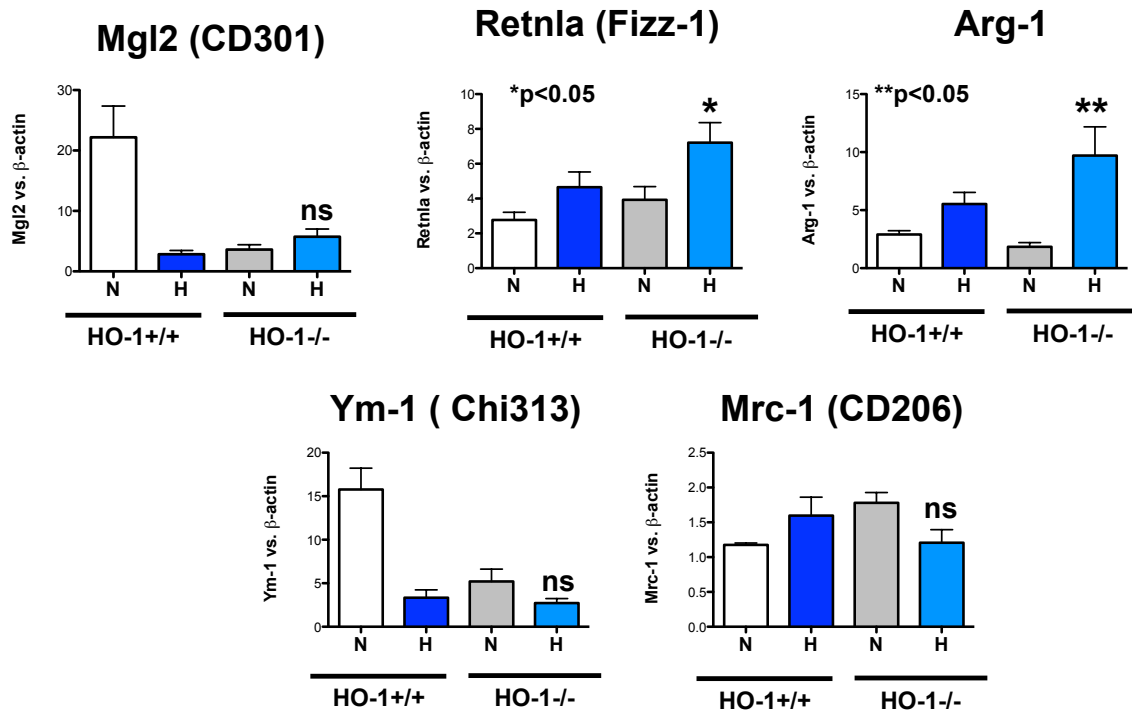 Mgl2 (CD301)
Mgl2 vs. β-actin
30
20
10
0
ns
N H N H
HO-1+/+ HO-1-/-
Retnla (Fizz-1)
Retnla vs. β-actin
10
8
6
4
2
0
*p<0.05
*
N H N H
HO-1+/+ HO-1-/-
Arg-1
Arg-1 vs. β-actin
15
10
5
0
**p<0.05
**
N H N H
HO-1+/+ HO-1-/-
Ym-1 ( Chi313)
Ym-1 vs. β-actin
20
15
10
5
0
ns
N H N H
HO-1+/+ HO-1-/-
Mrc-1 (CD206)
Mrc-1 vs. β-actin
2.5
2.0
1.5
1.0
0.5
0.0
ns
N H N H
HO-1+/+ HO-1-/-